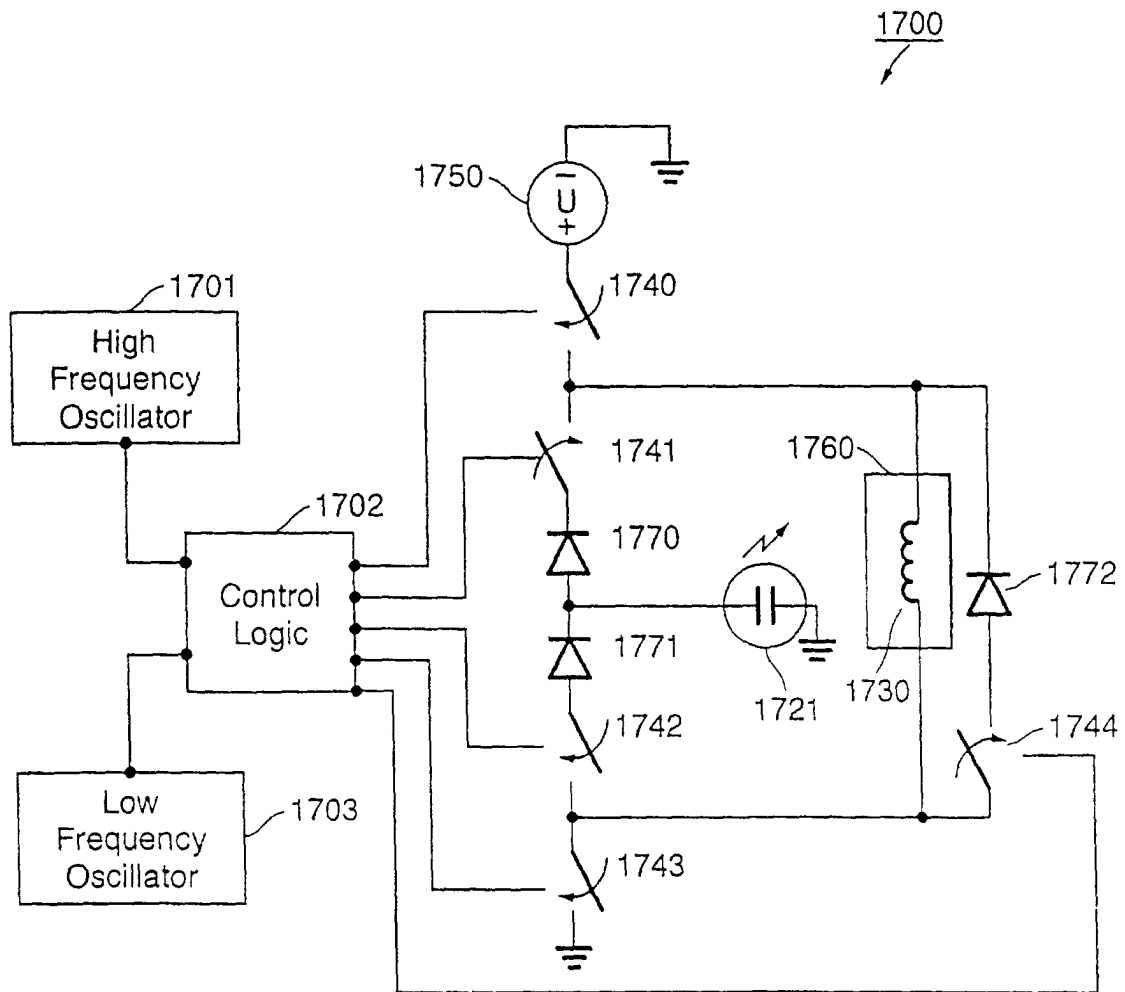 1700
1750
−
U
+
1740
1701
High
Frequency
Oscillator
1741
1760
1702
1770
1772
Control
Logic
1771
1730
1721
1742
1744
Low
Frequency
Oscillator
1703
1743